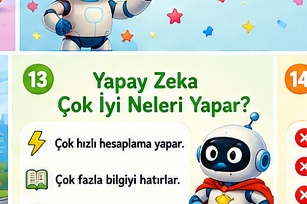 13
Yapay Zeka
Çok İyi Neleri Yapar?
Çok hızlı hesaplama yapar.
Çok fazla bilgiyi hatırlar.
14